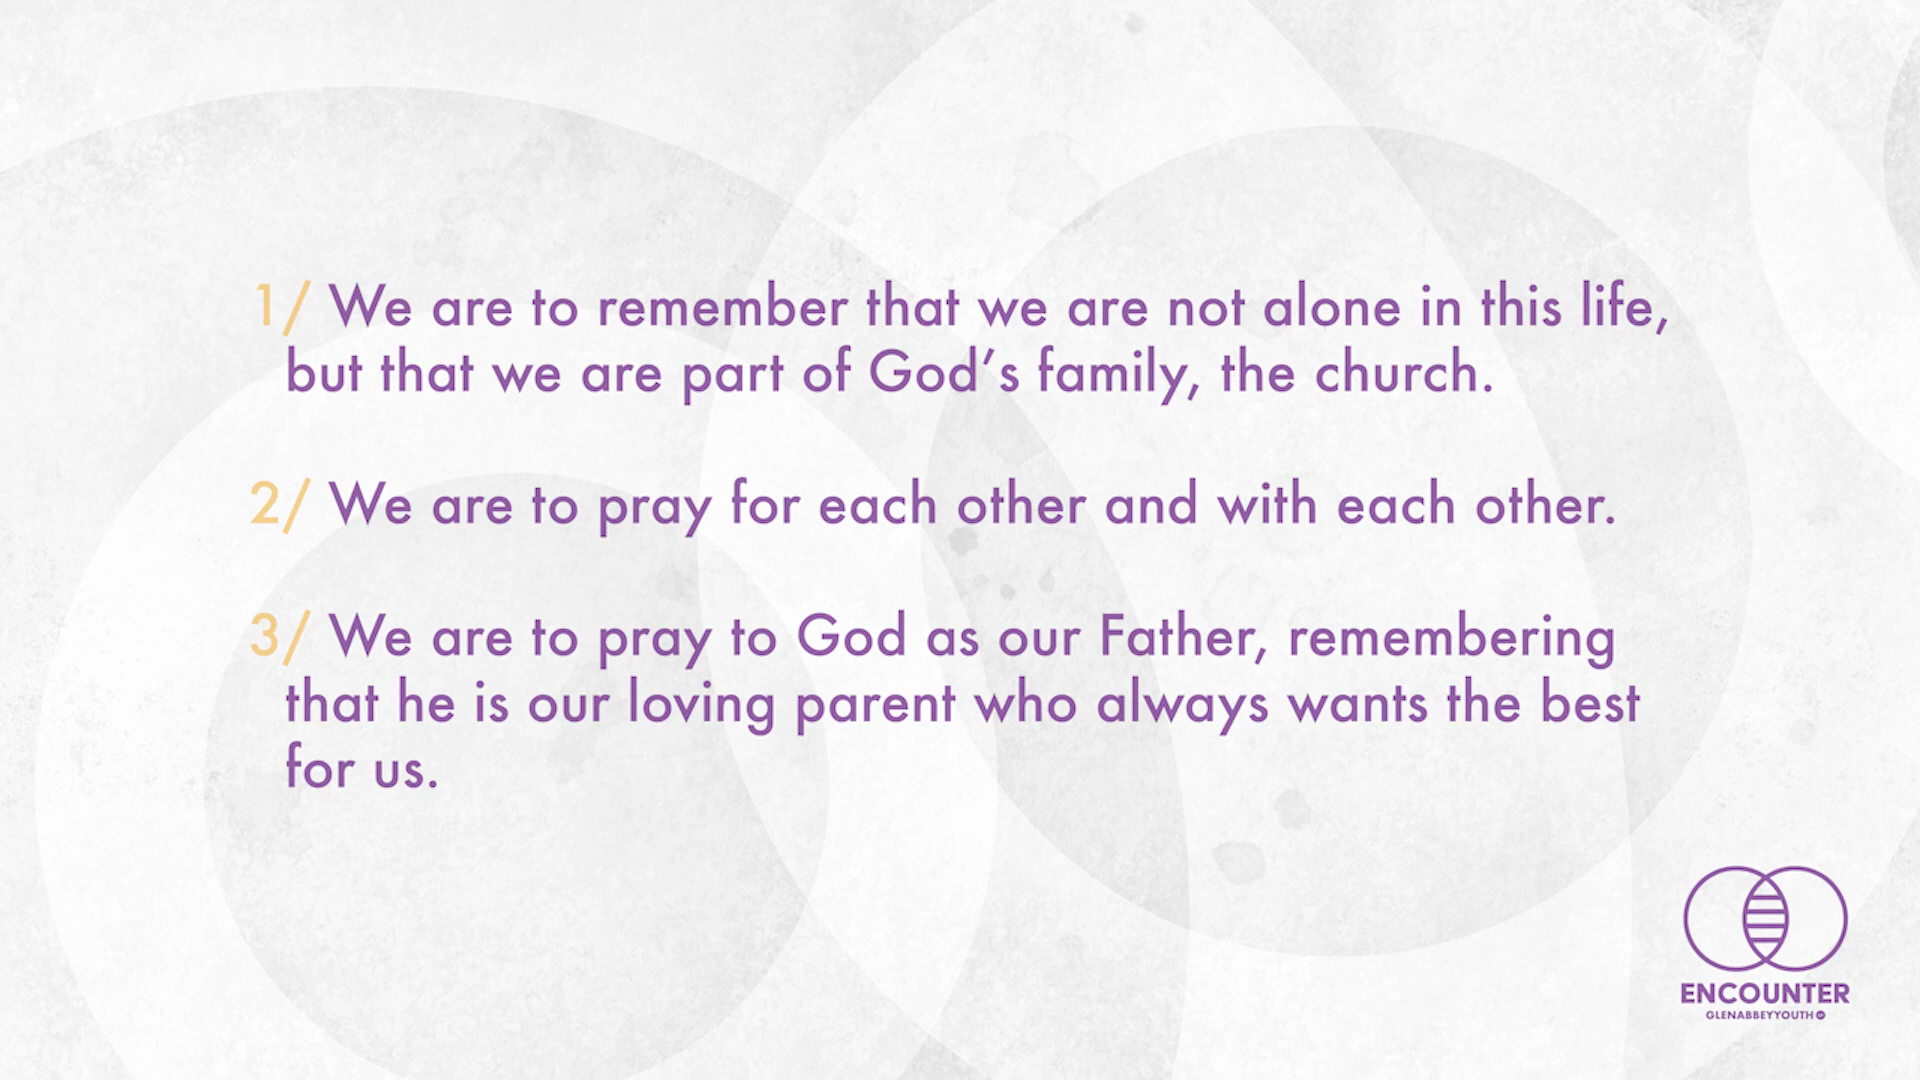 1/ We are to remember that we are not alone in this life,
but that we are part of God’s family, the church.
2/ We are to pray for each other and with each other.
3/ We are to pray to God as our Father, remembering
that he is our loving parent who always wants the best
for us.
ENCOUNTER
GLENABBEYYOUTH